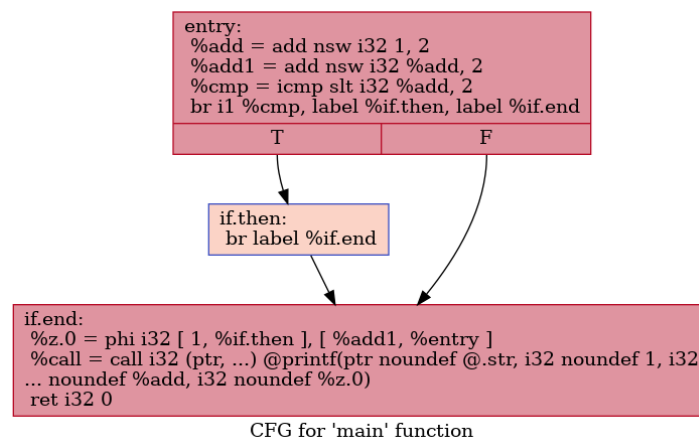 entry:
%add = add nsw i32 1, 2
%add1 = add nsw i32 %add, 2
%cmp = icmp slt i32 %add, 2
br i1 %cmp, label %if.then, label %if.end
T
F
if.then:
br label %if.end
if.end:
%z.0 = phi i32 [ 1, %if.then ], [ %add1, %entry ]
%call = call i32 (ptr, ...) @printf(ptr noundef @.str, i32 noundef 1, i32
... noundef %add, i32 noundef %z.0)
ret i32 0
CFG for 'main' function